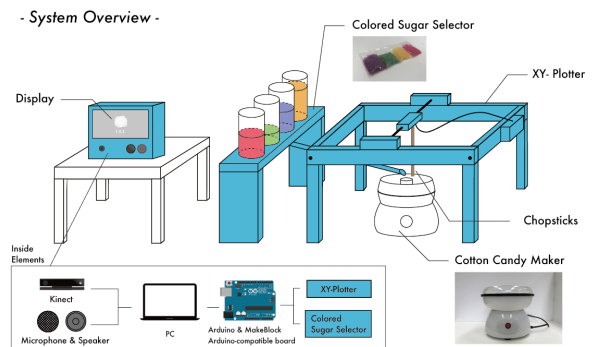 - System Overview -
Colored Sugar Selector
XY- Plotter
Display
Chopsticks
Cotton Candy Maker
Inside
Elements
Kinect
Microphone & Speaker
PC
Arduino & MakeBlock
Arduino-compatible board
XY-Plotter
Colored
Sugar Selector